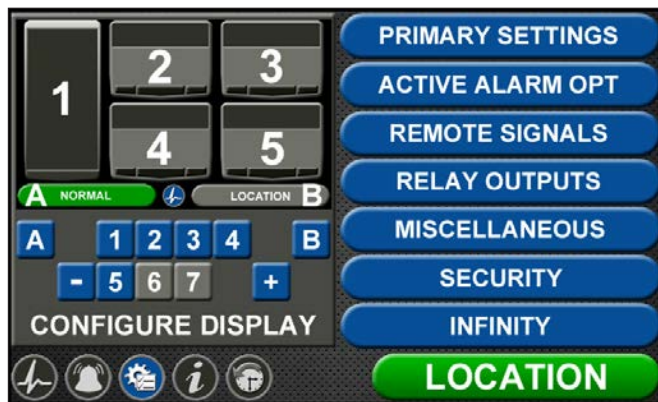 1 2 3
4 5
A NORMAL LOCATION B
A 1 2 3 4 B
- 5 6 7 +
CONFIGURE DISPLAY
PRIMARY SETTINGS
ACTIVE ALARM OPT
REMOTE SIGNALS
RELAY OUTPUTS
MISCELLANEOUS
SECURITY
INFINITY
i
LOCATION